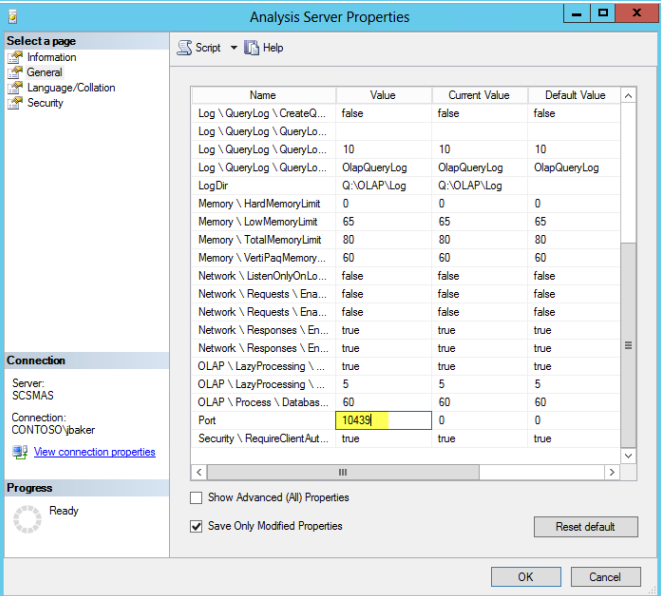 Analysis Server Properties
Select a page
Information
General
Language/Collation
Security
Script Help
Name Value Current Value Default Value
Log \ QueryLog \ CreateQ... false false false
Log \ QueryLog \ QueryLo...
Log \ QueryLog \ QueryLo... 10 10 10
Log \ QueryLog \ QueryLo... OlapQueryLog OlapQueryLog OlapQueryLog
LogDir Q:\OLAP\Log Q:\OLAP\Log
Memory \ HardMemoryLimit 0 0 0
Memory \ LowMemoryLimit 65 65 65
Memory \ TotalMemoryLimit 80 80 80
Memory \ VertiPaqMemory... 60 60 60
Network \ ListenOnlyOnLo... false false false
Network \ Requests \ Ena... false false false
Network \ Requests \ Ena... false false false
Network \ Responses \ En... true true true
Network \ Responses \ En... true true true
OLAP \ LazyProcessing \ ... true true true
OLAP \ LazyProcessing \ ... 5 5 5
OLAP \ Process \ Databas... 60 60 60
Port 10439 0 0
Security \ RequireClientAut... true true true
Show Advanced (All) Properties
Save Only Modified Properties
Reset default
Connection
Server:
SCSMAS
Connection:
CONTOSO\jbaker
View connection properties
Progress
Ready
OK Cancel